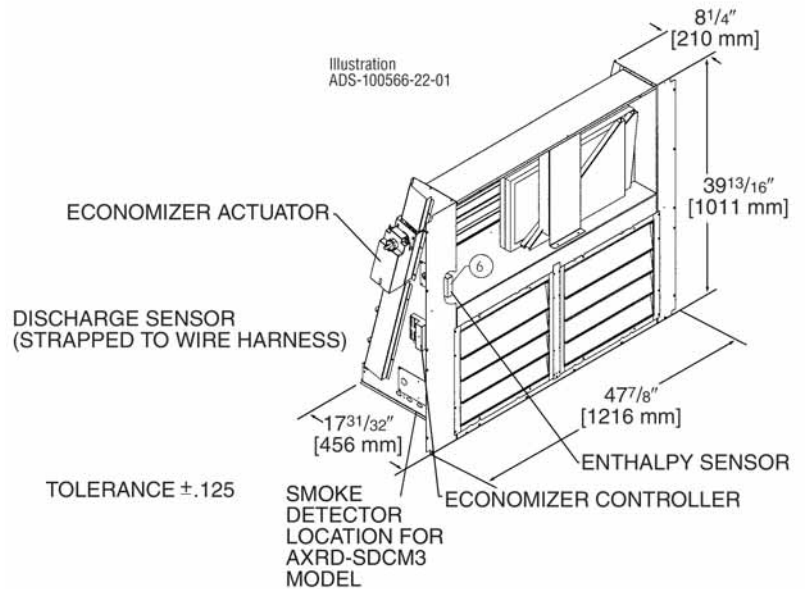 8 1/4"
[210 mm]
Illustration
ADS-100566-22-01
39 13/16"
[1011 mm]
ECONOMIZER ACTUATOR
6
DISCHARGE SENSOR
(STRAPPED TO WIRE HARNESS)
47 7/8"
[1216 mm]
17 31/32"
[456 mm]
ENTHALPY SENSOR
TOLERANCE ±.125
ECONOMIZER CONTROLLER
SMOKE
DETECTOR
LOCATION FOR
AXRD-SDCM3
MODEL